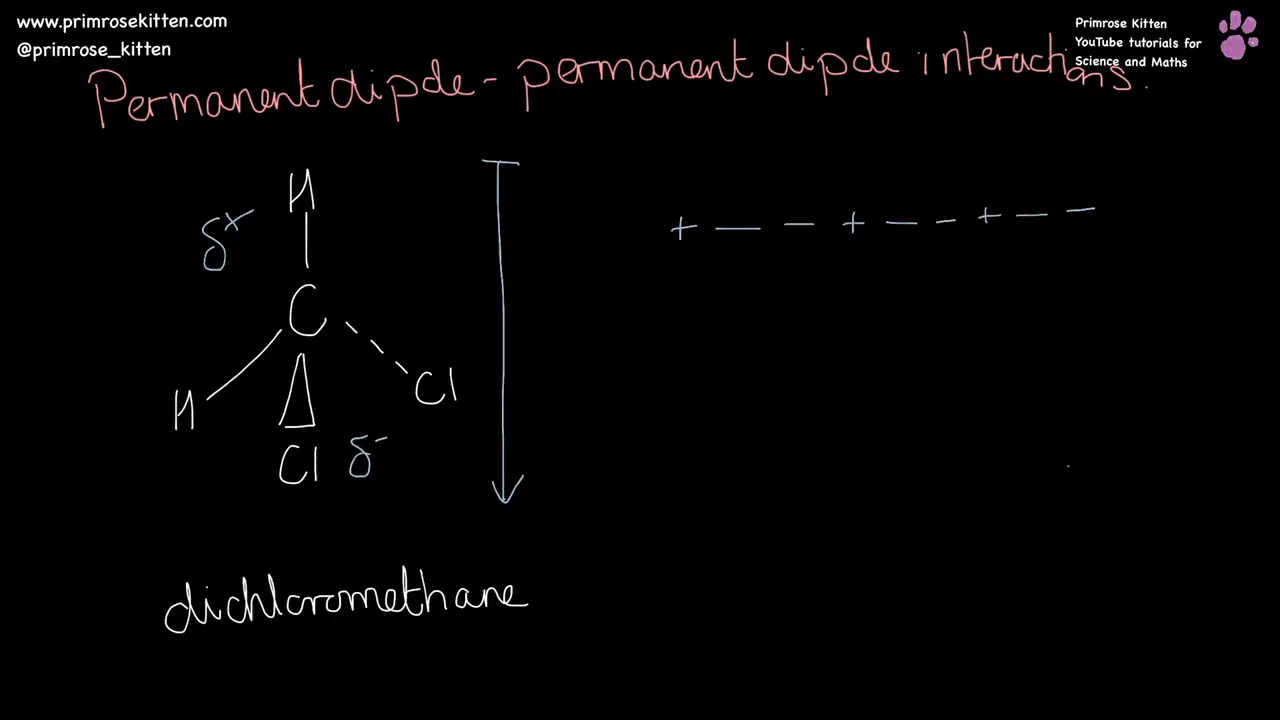 www.primrosekitten.com
@primrose_kitten
Primrose Kitten
YouTube tutorials for
Science and Maths
Permanent dipole - permanent dipole interactions.
H
δ+
C
H
Cl
Cl δ-
+ — — + — - + — —
dichloromethane